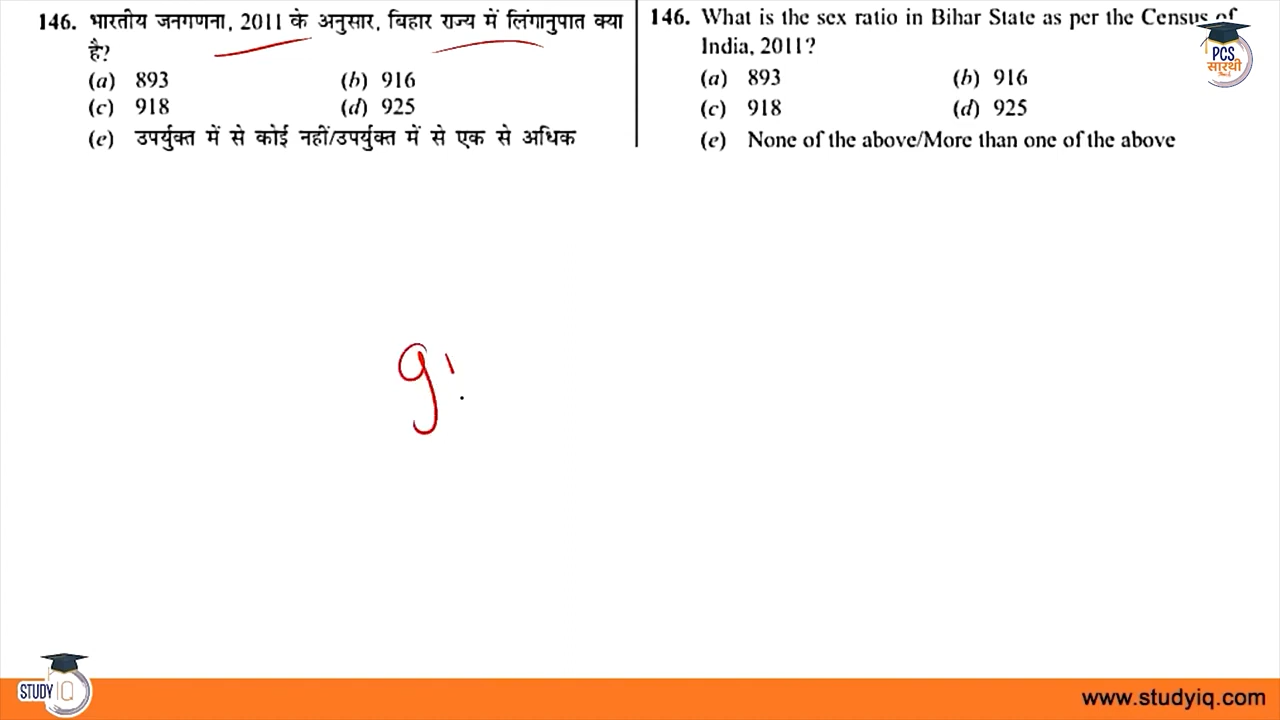 146. भारतीय जनगणना, 2011 के अनुसार, बिहार राज्य में लिंगानुपात क्या
है?
(a) 893 (b) 916
(c) 918 (d) 925
(e) उपर्युक्त में से कोई नहीं/उपर्युक्त में से एक से अधिक
146. What is the sex ratio in Bihar State as per the Census of
India, 2011?
(a) 893 (b) 916
(c) 918 (d) 925
(e) None of the above/More than one of the above
PCS
सारथी
9
STUDY IQ
www.studyiq.com